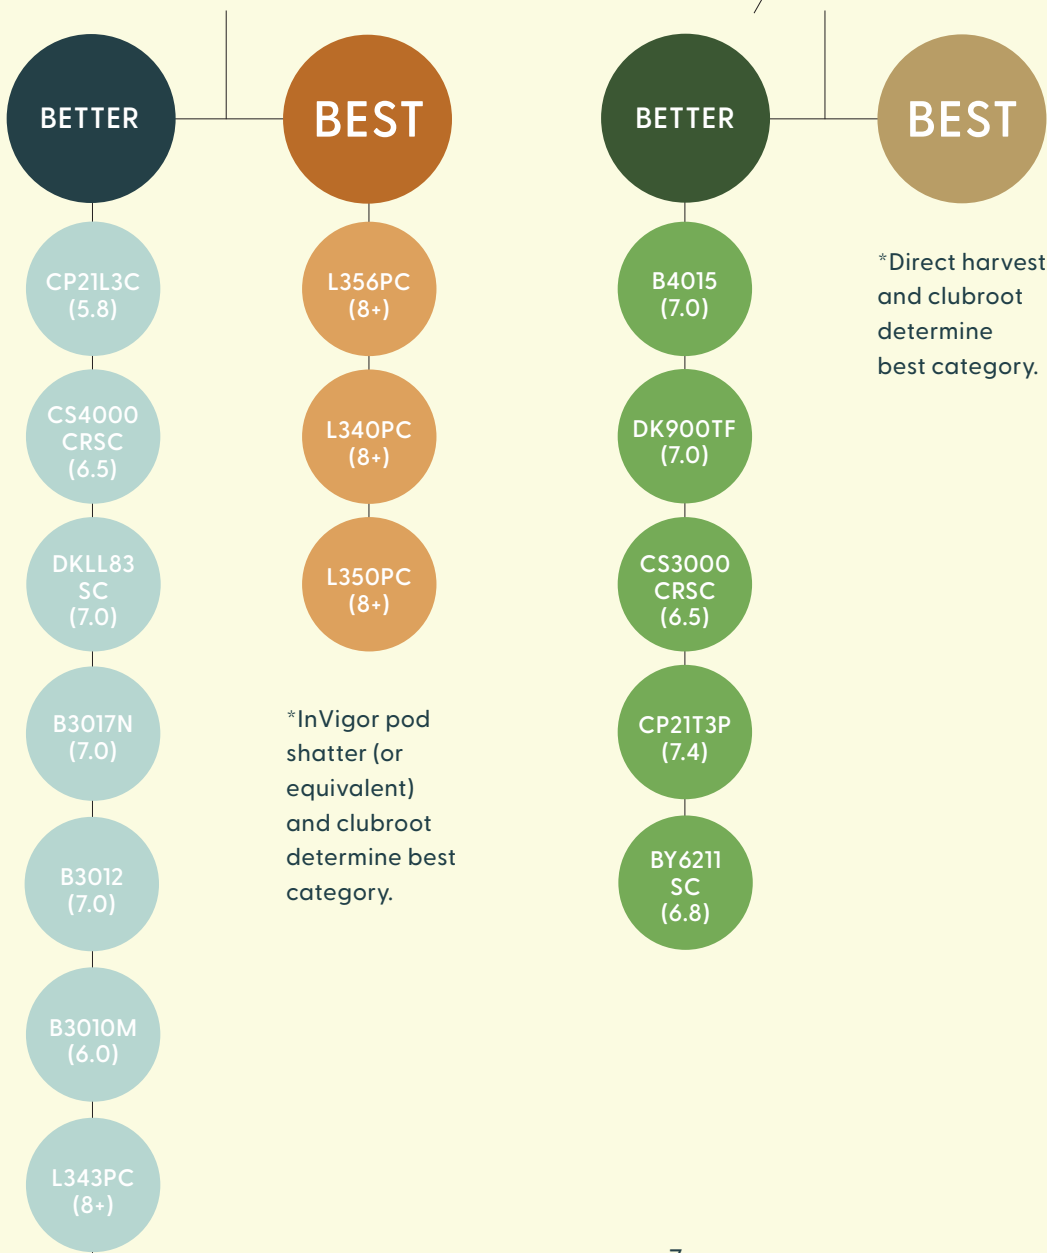 BETTER
BEST
CP21L3C
(5.8)
CS4000
CRSC
(6.5)
DKLL83
SC
(7.0)
B3017N
(7.0)
B3012
(7.0)
B3010M
(6.0)
L343PC
(8+)
L356PC
(8+)
L340PC
(8+)
L350PC
(8+)
*InVigor pod
shatter (or
equivalent)
and clubroot
determine best
category.
BETTER
BEST
B4015
(7.0)
DK900TF
(7.0)
CS3000
CRSC
(6.5)
CP21T3P
(7.4)
BY6211
SC
(6.8)
*Direct harvest
and clubroot
determine
best category.